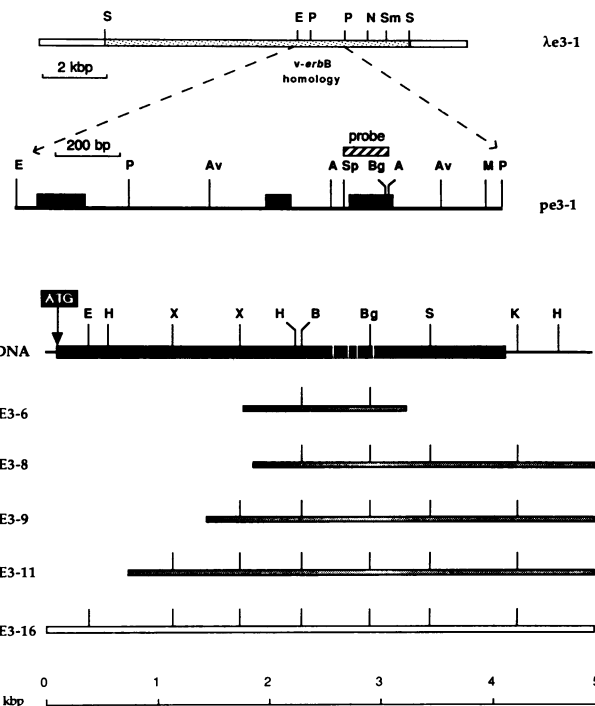 S E P P N Sm S
λe3-1
2 kbp
v-erbB
homology
probe
200 bp
E P Av A Sp Bg A Av M P
pe3-1
ATG
E H X X H B Bg S K H
DNA
E3-6
E3-8
E3-9
E3-11
E3-16
0 1 2 3 4 5
kbp